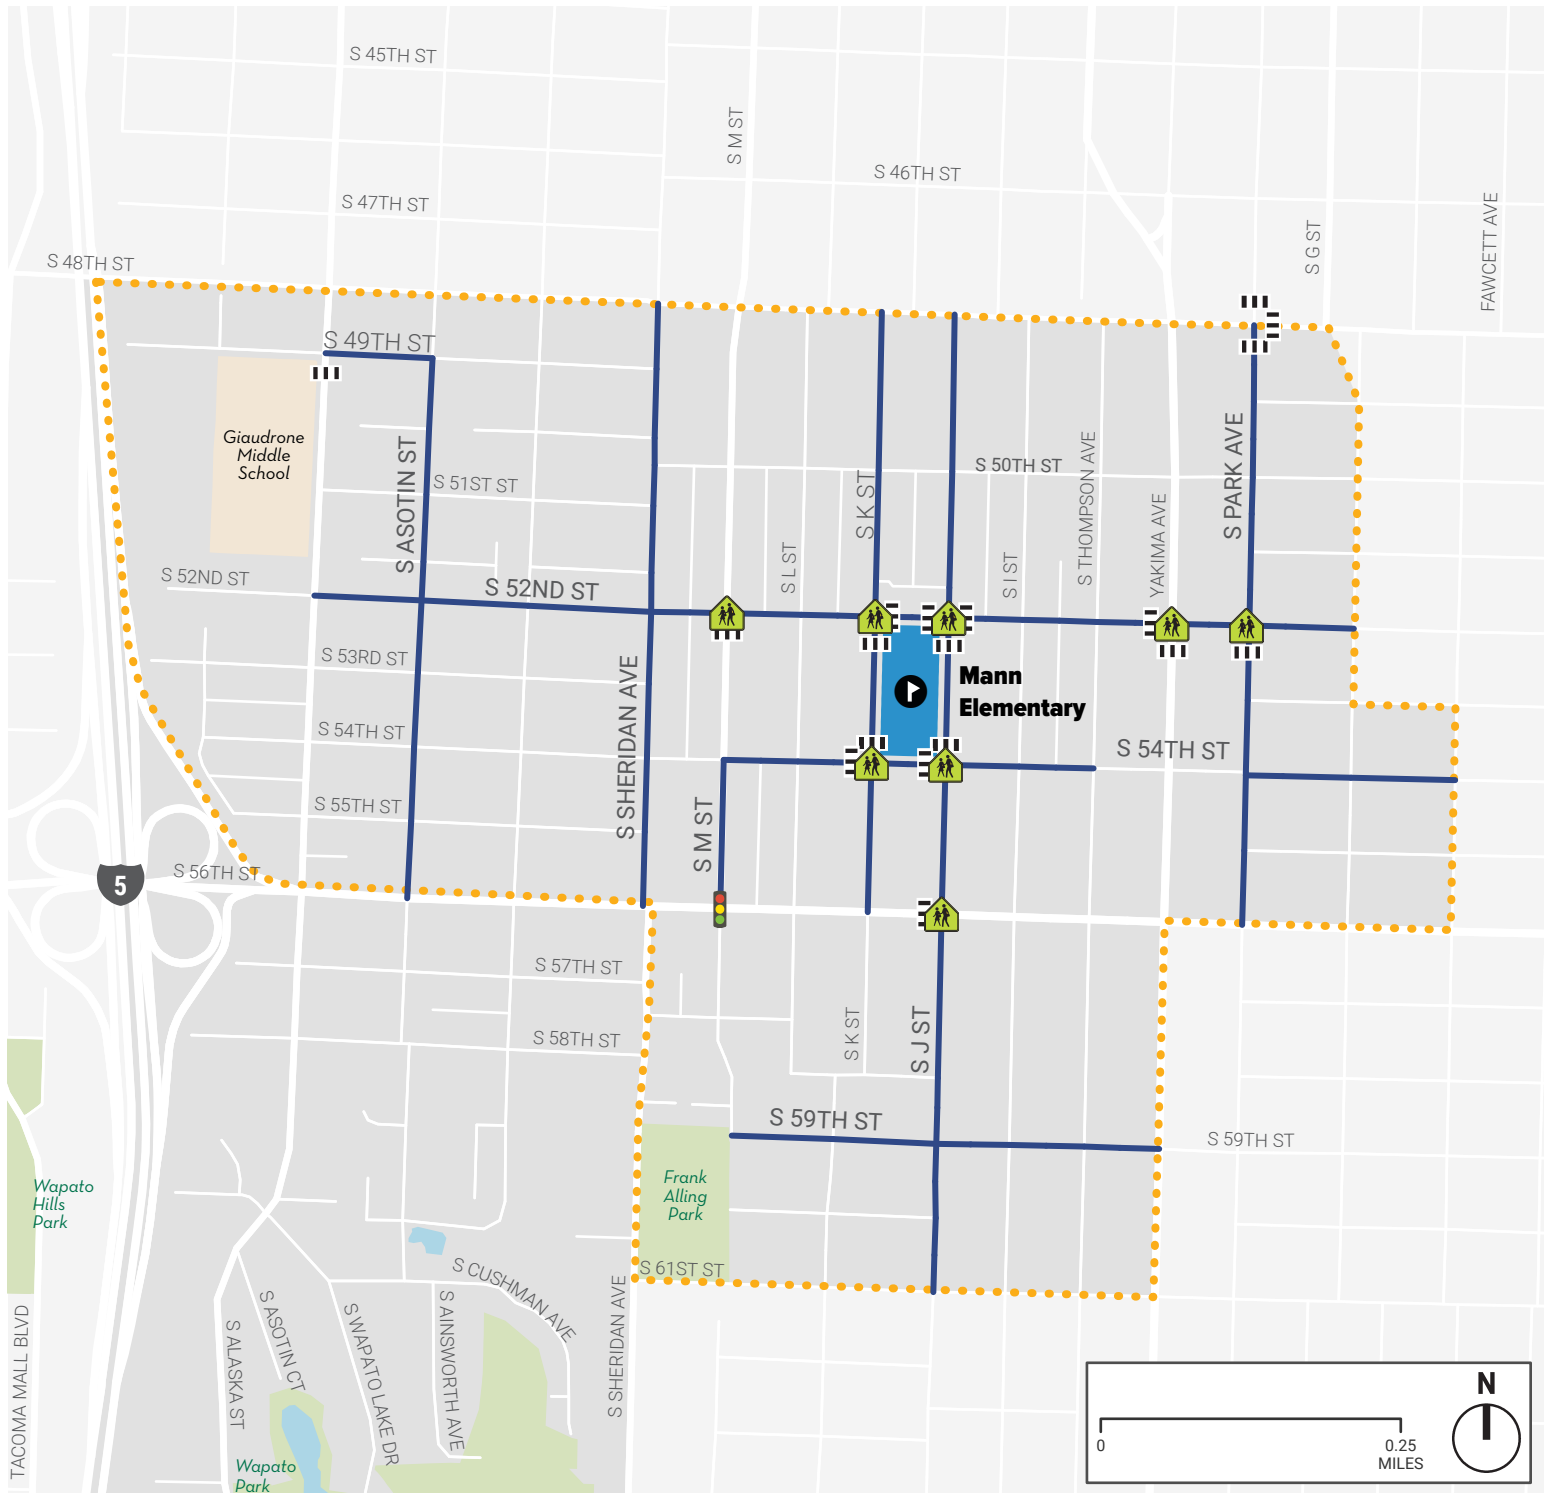 S 45TH ST
S M ST
S 46TH ST
S 47TH ST
FAWCETT AVE
S G ST
S 48TH ST
S 49TH ST
Giaudrone
Middle
School
S ASOTIN ST
S 51ST ST
S 50TH ST
S K ST
S L ST
S I ST
S THOMPSON AVE
YAKIMA AVE
S PARK AVE
S 52ND ST
S 52ND ST
S 53RD ST
S SHERIDAN AVE
Mann
Elementary
S 54TH ST
S 54TH ST
S 55TH ST
S M ST
S 56TH ST
5
S 57TH ST
S 58TH ST
S K ST
S J ST
S 59TH ST
S 59TH ST
Wapato
Hills
Park
Frank
Alling
Park
S 61ST ST
S CUSHMAN AVE
S SHERIDAN AVE
TACOMA MALL BLVD
S ALASKA ST
S ASOTIN CT
S WAPATO LAKE DR
S AINSWORTH AVE
Wapato
Park
N
0
0.25
MILES